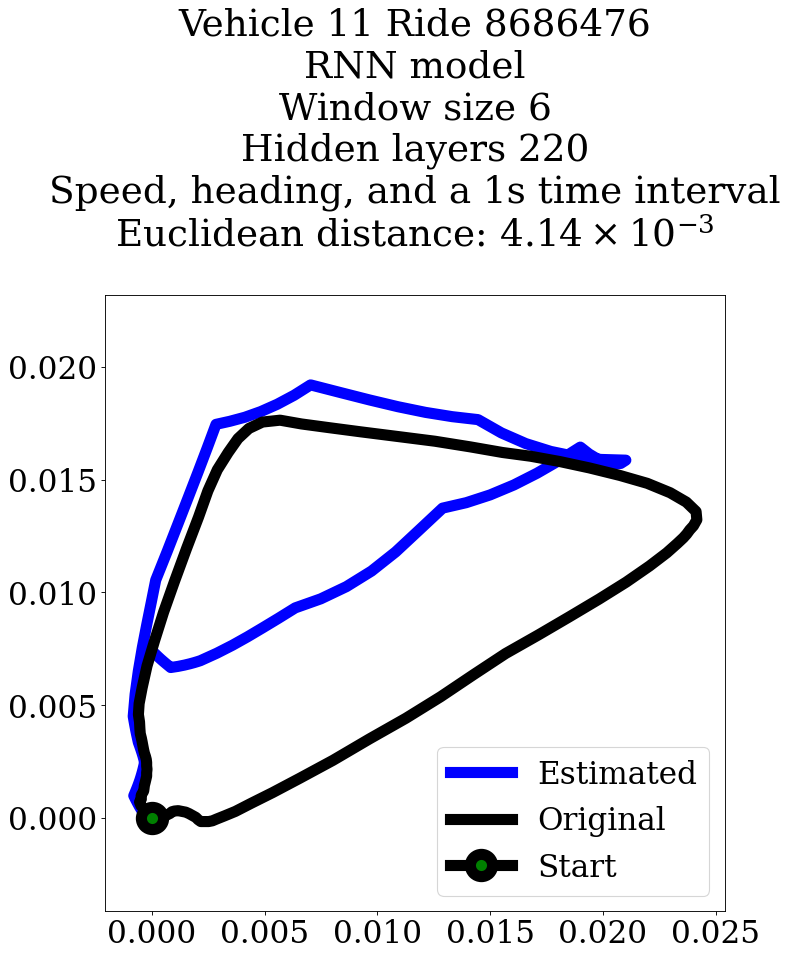 Vehicle 11 Ride 8686476
RNN model
Window size 6
Hidden layers 220
Speed, heading, and a 1s time interval
Euclidean distance: 4.14 × 10⁻³
0.020
0.015
0.010
0.005
0.000
Estimated
Original
Start
0.000 0.005 0.010 0.015 0.020 0.025